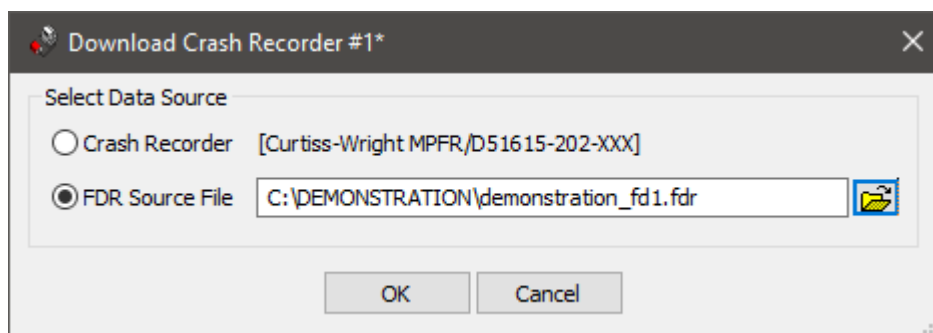 Download Crash Recorder #1*
Select Data Source
Crash Recorder [Curtiss-Wright MPFR/D51615-202-XXX]
FDR Source File C:\DEMONSTRATION\demonstration_fd1.fdr
OK Cancel